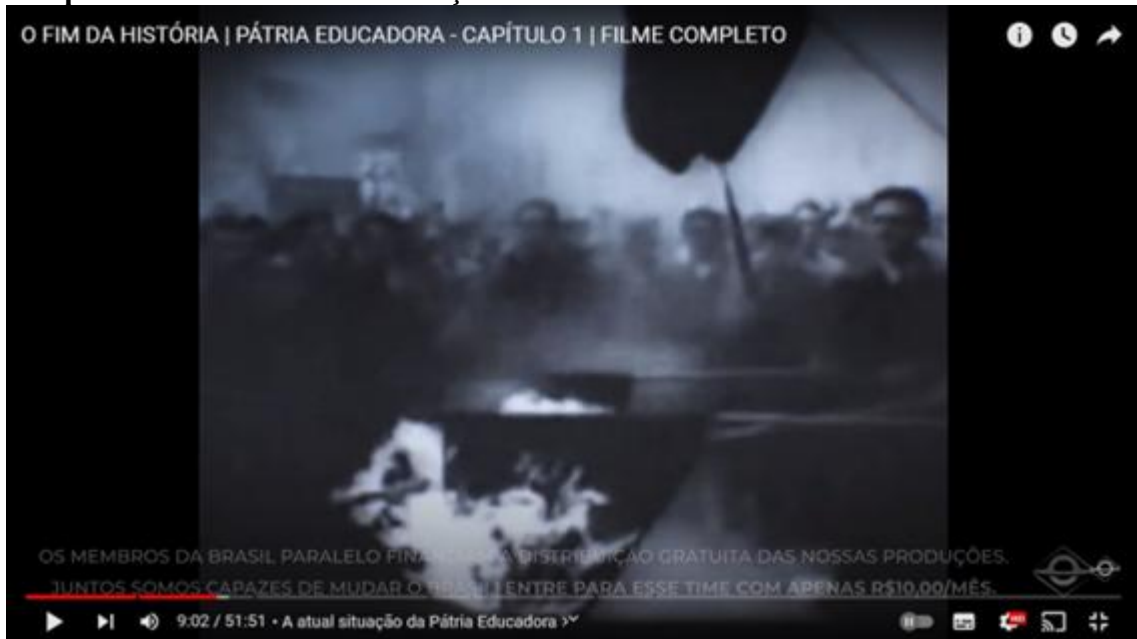 O FIM DA HISTÓRIA | PÁTRIA EDUCADORA - CAPÍTULO 1 | FILME COMPLETO
OS MEMBROS DA BRASIL PARALELO FINANCIAM A DISTRIBUIÇÃO GRATUITA DAS NOSSAS PRODUÇÕES.
JUNTOS SOMOS CAPAZES DE MUDAR O BRASIL! ENTRE PARA ESSE TIME COM APENAS R$10,00/MÊS.
9:02 / 51:51 • A atual situação da Pátria Educadora